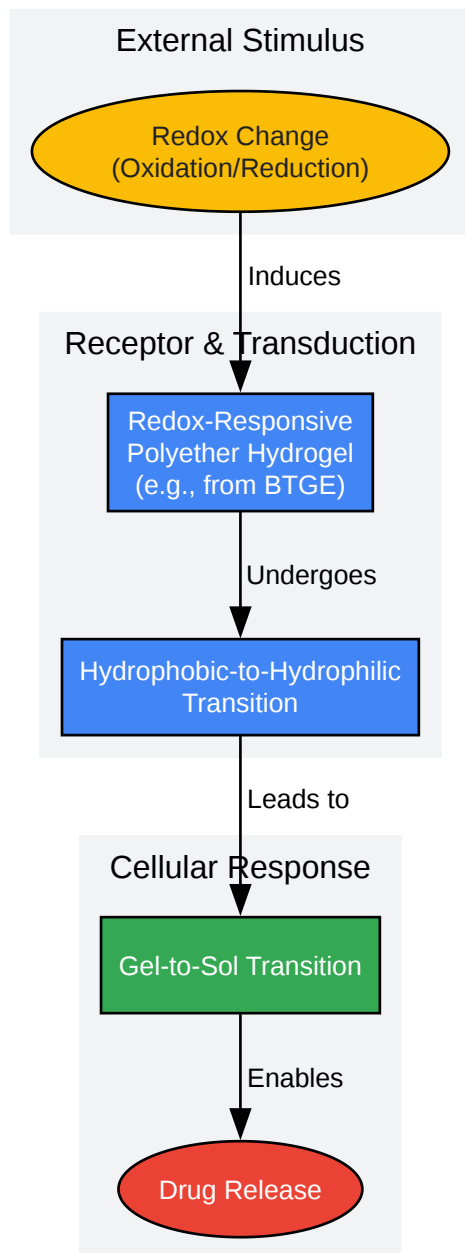 External Stimulus
Redox Change
(Oxidation/Reduction)
Induces
Receptor & Transduction
Redox-Responsive
Polyether Hydrogel
(e.g., from BTGE)
Undergoes
Hydrophobic-to-Hydrophilic
Transition
Leads to
Cellular Response
Gel-to-Sol Transition
Enables
Drug Release